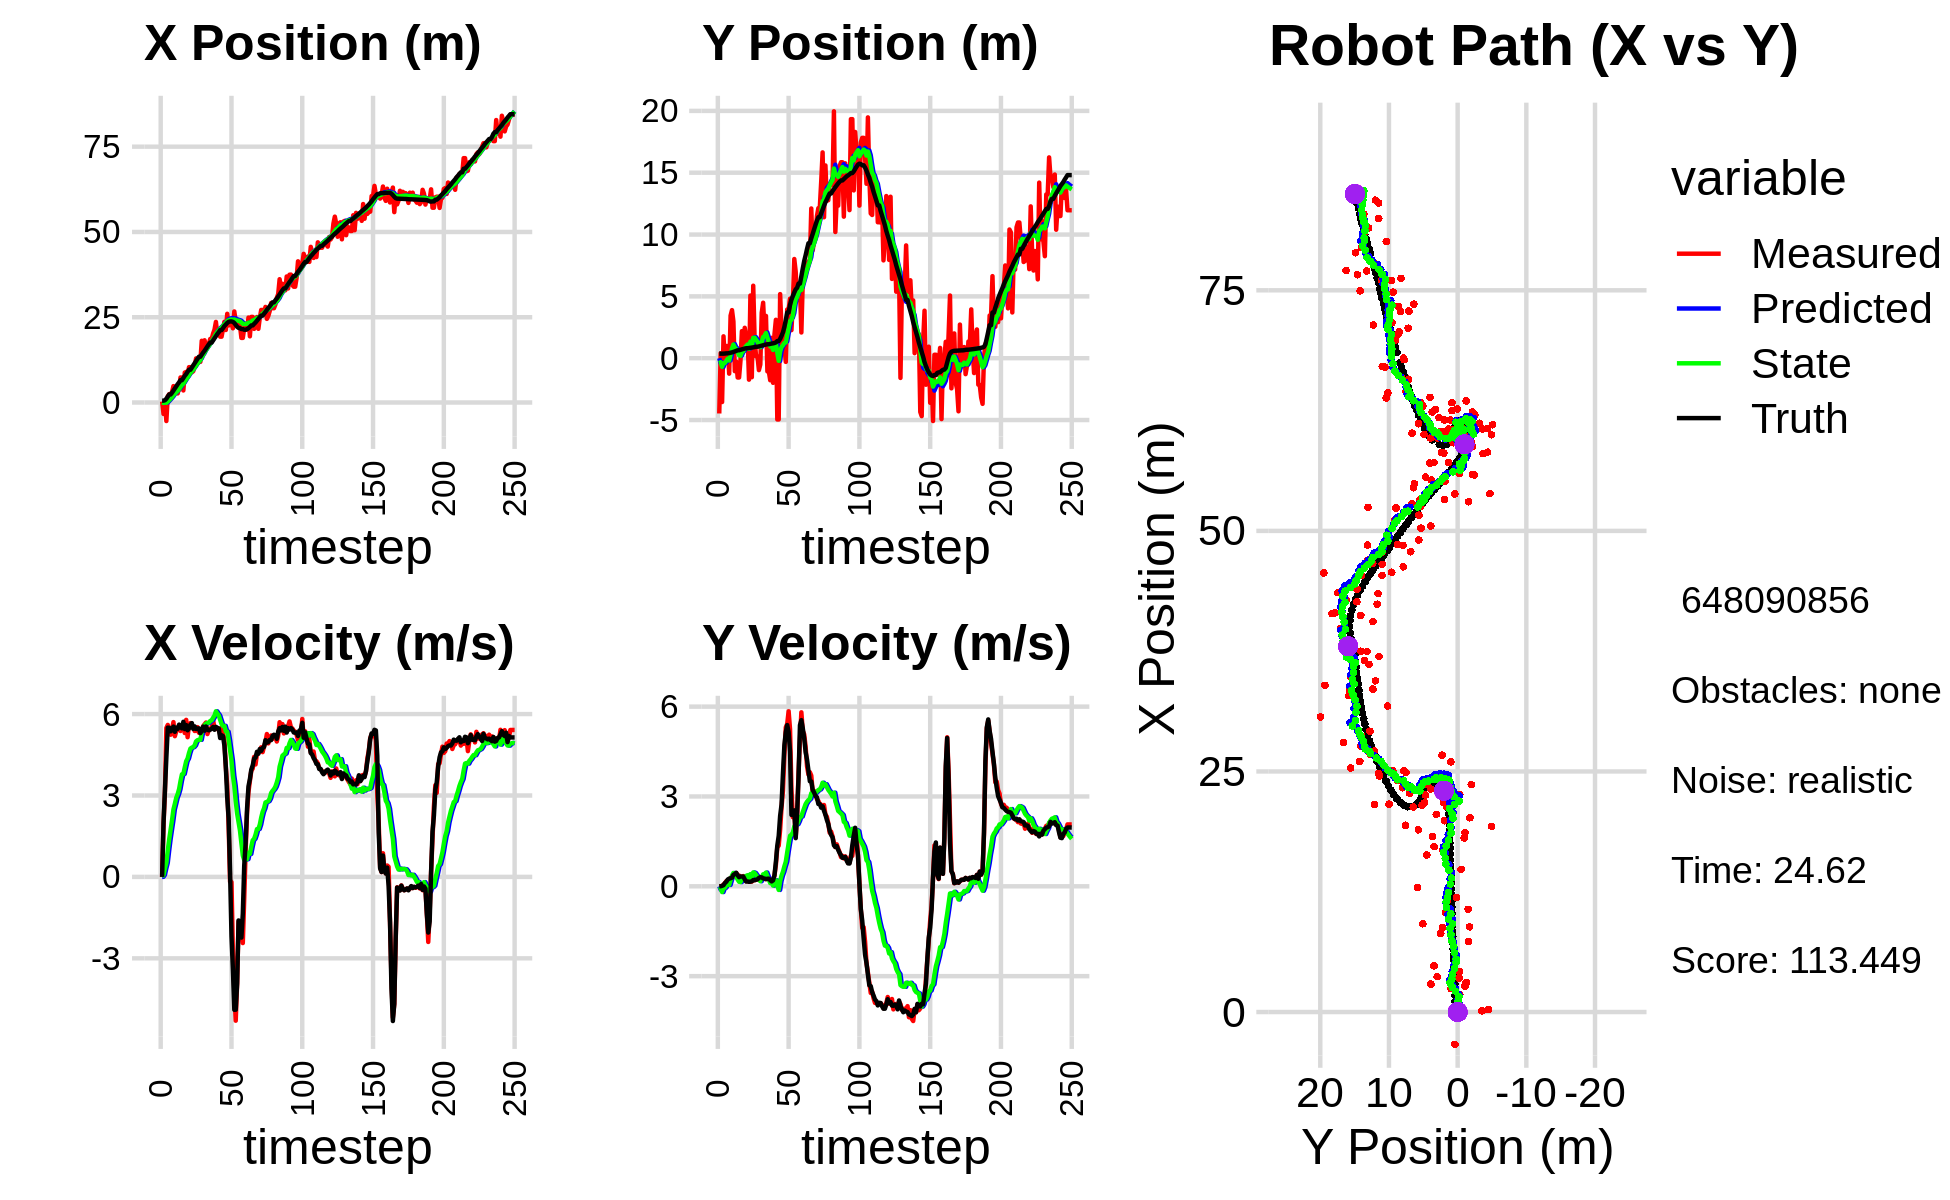 X Position (m)
75
50
25
0
0 50 100 150 200 250
timestep
Y Position (m)
20
15
10
5
0
-5
0 50 100 150 200 250
timestep
X Velocity (m/s)
6
3
0
-3
0 50 100 150 200 250
timestep
Y Velocity (m/s)
6
3
0
-3
0 50 100 150 200 250
timestep
Robot Path (X vs Y)
X Position (m)
75
50
25
0
20 10 0 -10 -20
Y Position (m)
variable
Measured
Predicted
State
Truth
648090856
Obstacles: none
Noise: realistic
Time: 24.62
Score: 113.449